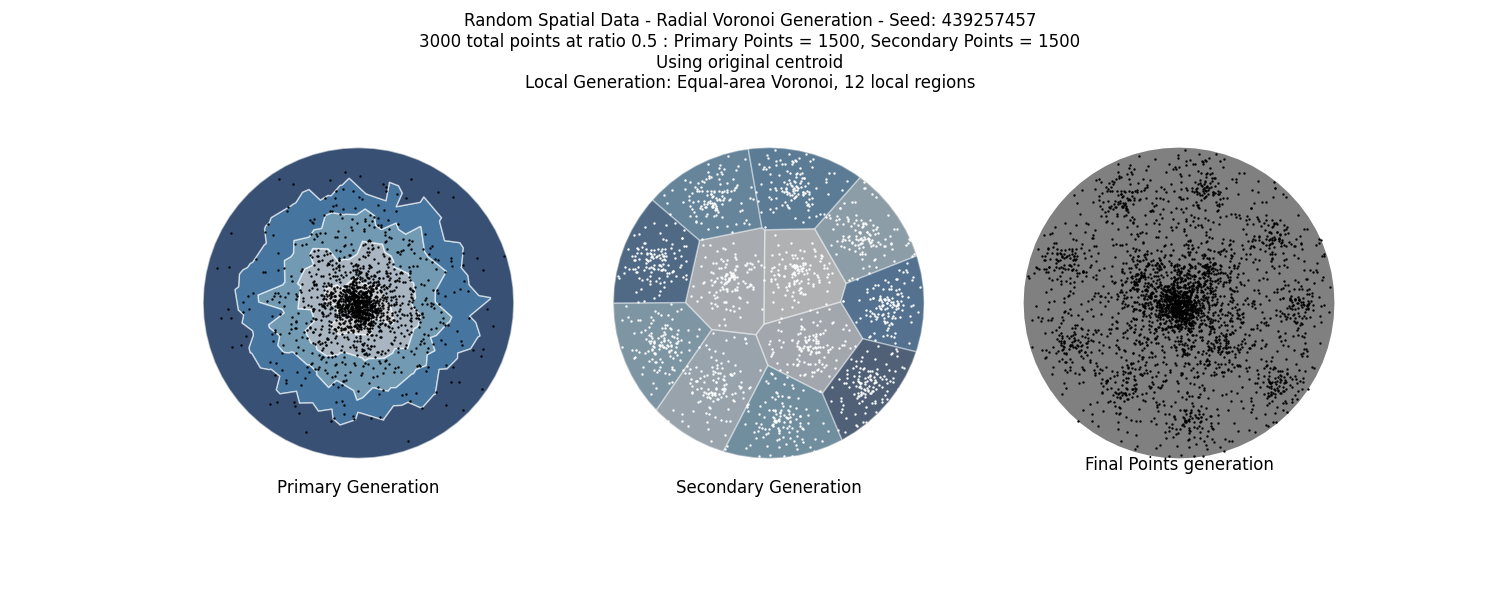 Random Spatial Data - Radial Voronoi Generation - Seed: 439257457
3000 total points at ratio 0.5 : Primary Points = 1500, Secondary Points = 1500
Using original centroid
Local Generation: Equal-area Voronoi, 12 local regions
Primary Generation
Secondary Generation
Final Points generation